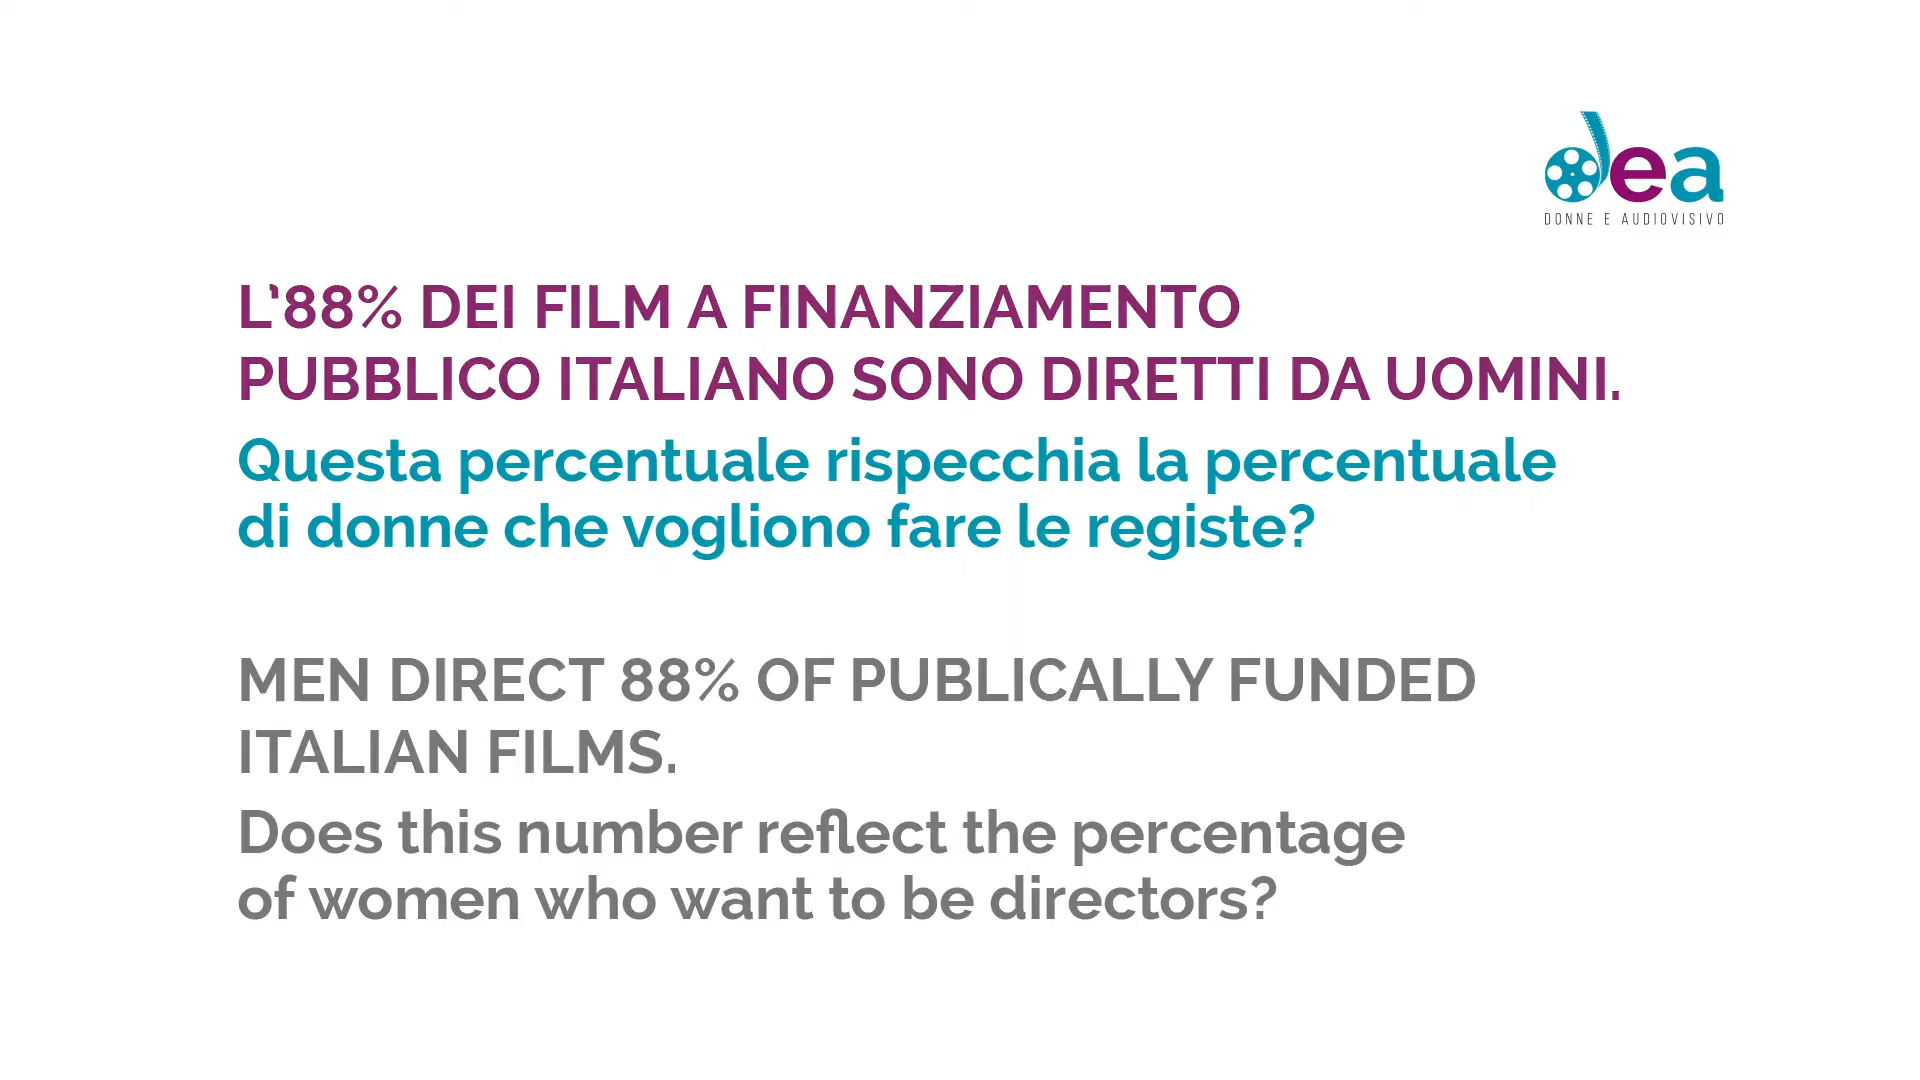 dea
DONNE E AUDIOVISIVO
L‘88% DEI FILM A FINANZIAMENTO
PUBBLICO ITALIANO SONO DIRETTI DA UOMINI.
Questa percentuale rispecchia la percentuale
di donne che vogliono fare le registe?
MEN DIRECT 88% OF PUBLICALLY FUNDED
ITALIAN FILMS.
Does this number reflect the percentage
of women who want to be directors?